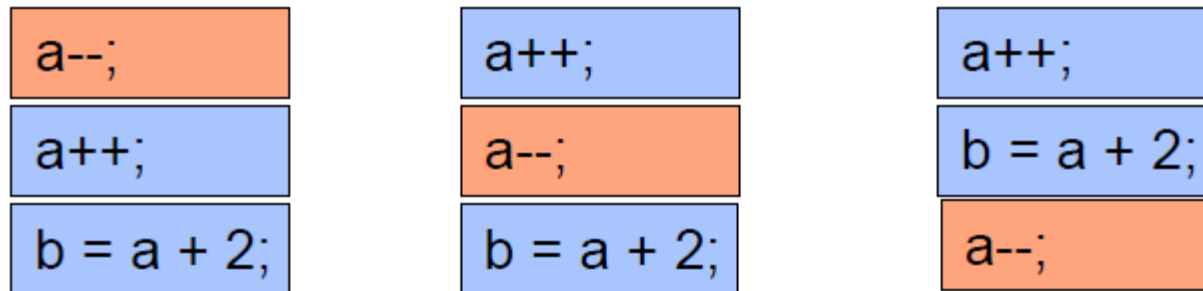 a--;
a++;
b = a + 2;
a++;
a--;
b = a + 2;
a++;
b = a + 2;
a--;